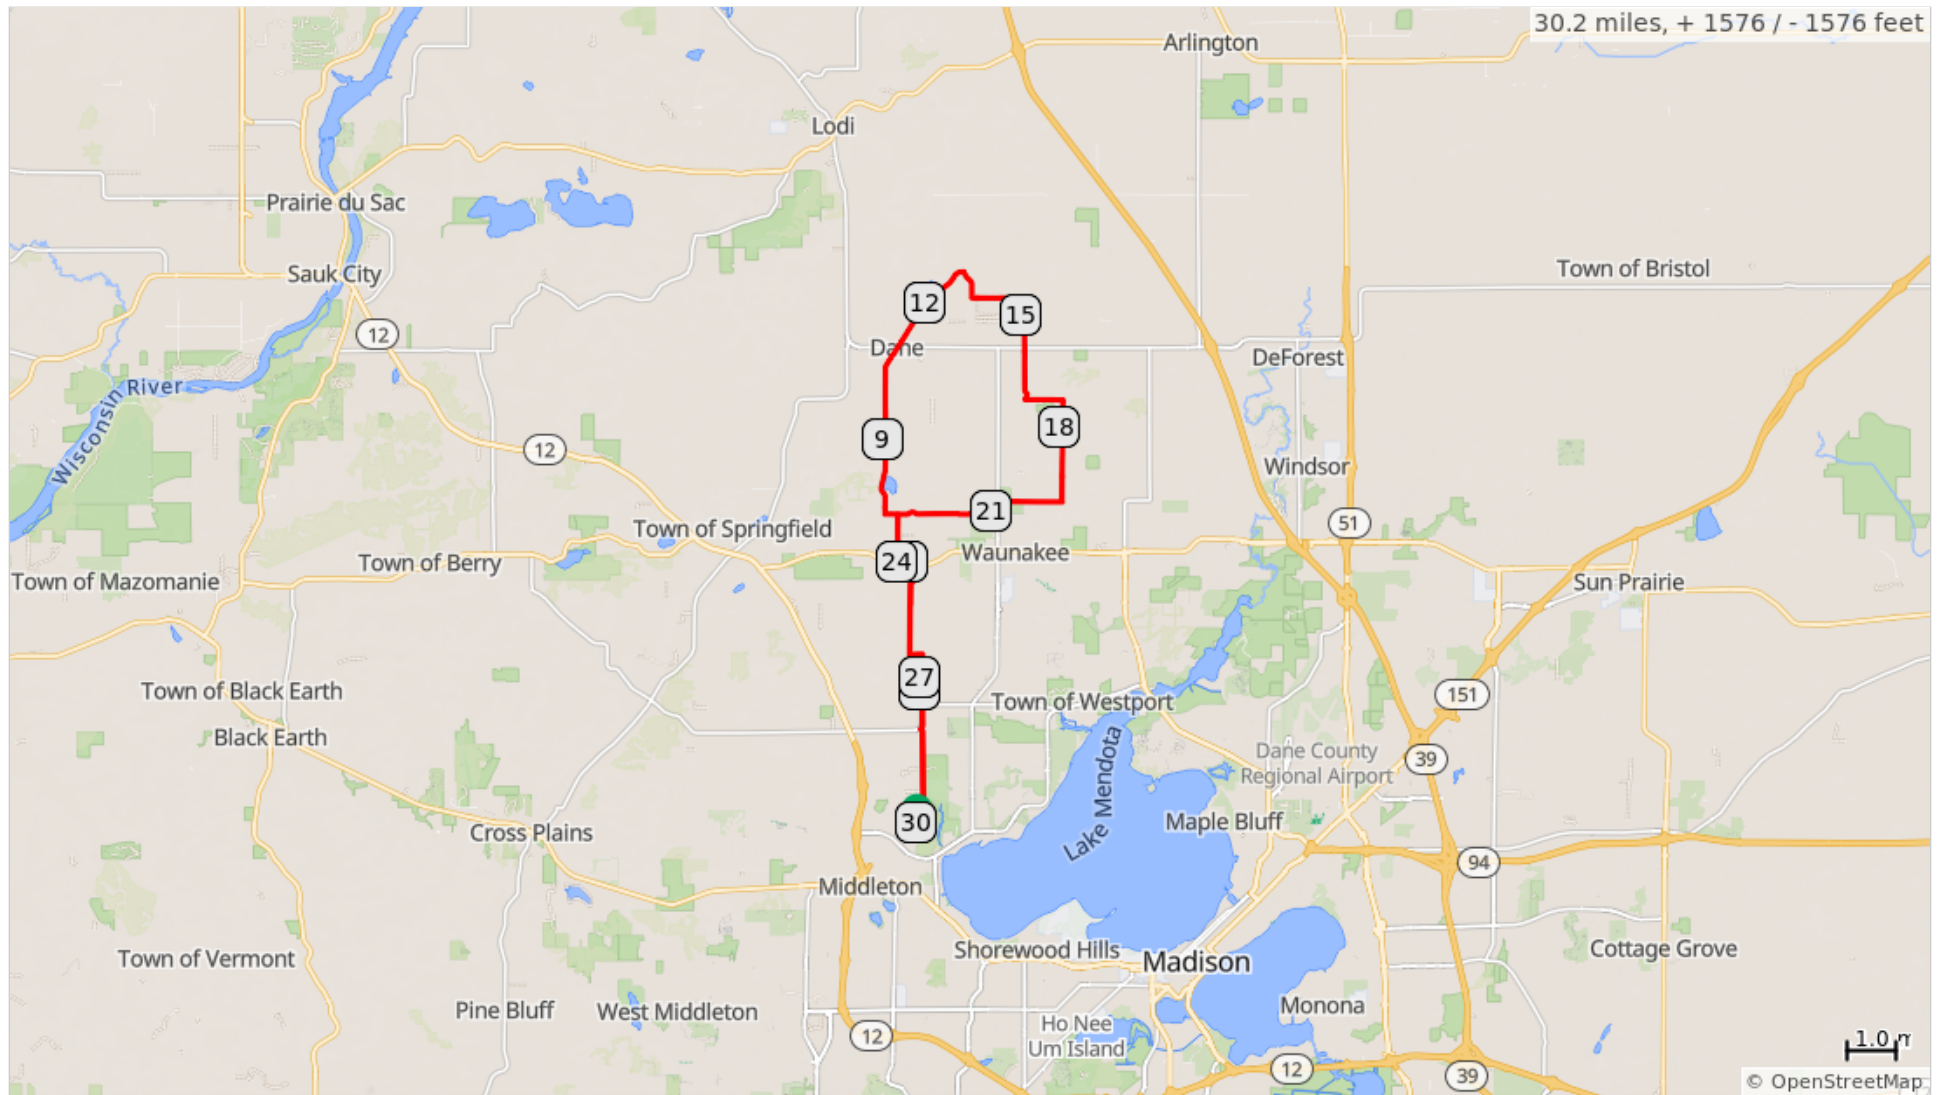 30.2 miles, + 1576 / - 1576 feet
Arlington
Lodi
Prairie du Sac
Town of Bristol
Sauk City
12
15
12
Dane
DeForest
Wisconsin River
18
9
12
Windsor
21
51
Town of Springfield
Waunakee
24
Town of Berry
Town of Mazomanie
Sun Prairie
27
Town of Black Earth
151
Town of Westport
Black Earth
Dane County
Regional Airport
39
Lake Mendota
30
Maple Bluff
Cross Plains
94
Middleton
Shorewood Hills
Cottage Grove
Town of Vermont
Madison
Monona
Pine Bluff
West Middleton
Ho Nee
Um Island
12
1.0
12
39
© OpenStreetMap